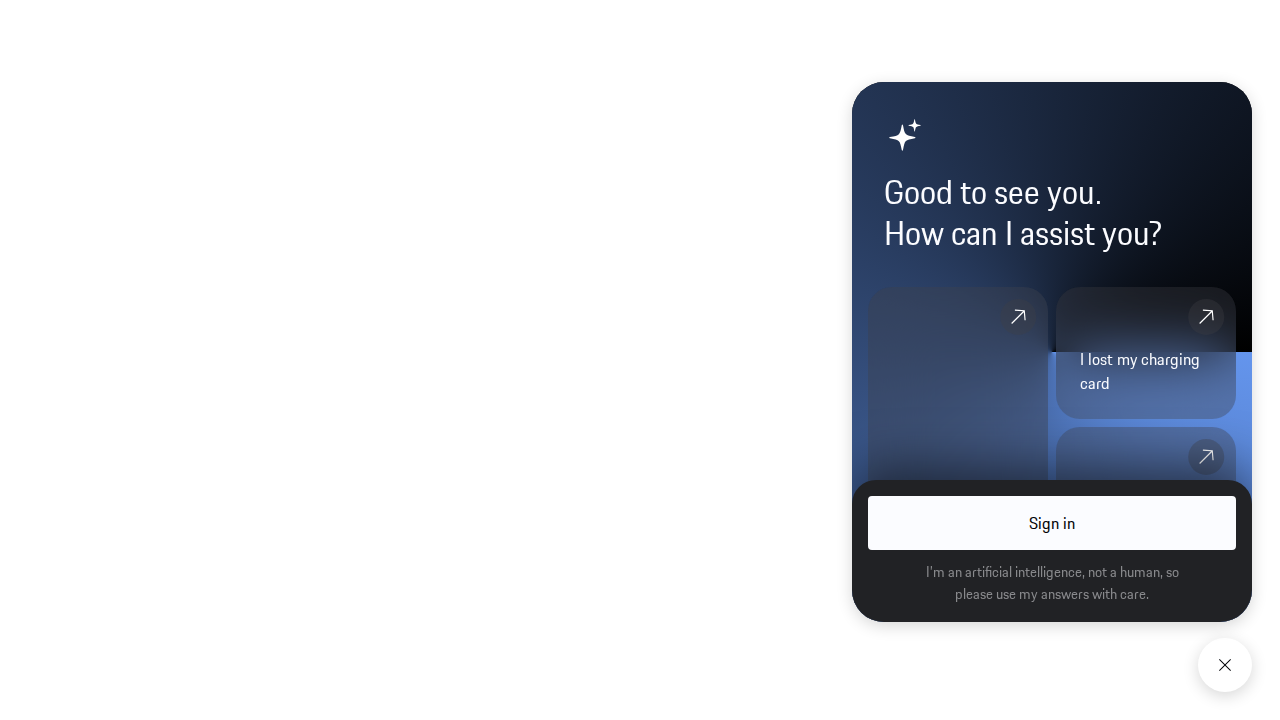 Good to see you.
How can I assist you?
I lost my charging
card
Sign in
I'm an artificial intelligence, not a human, so
please use my answers with care.